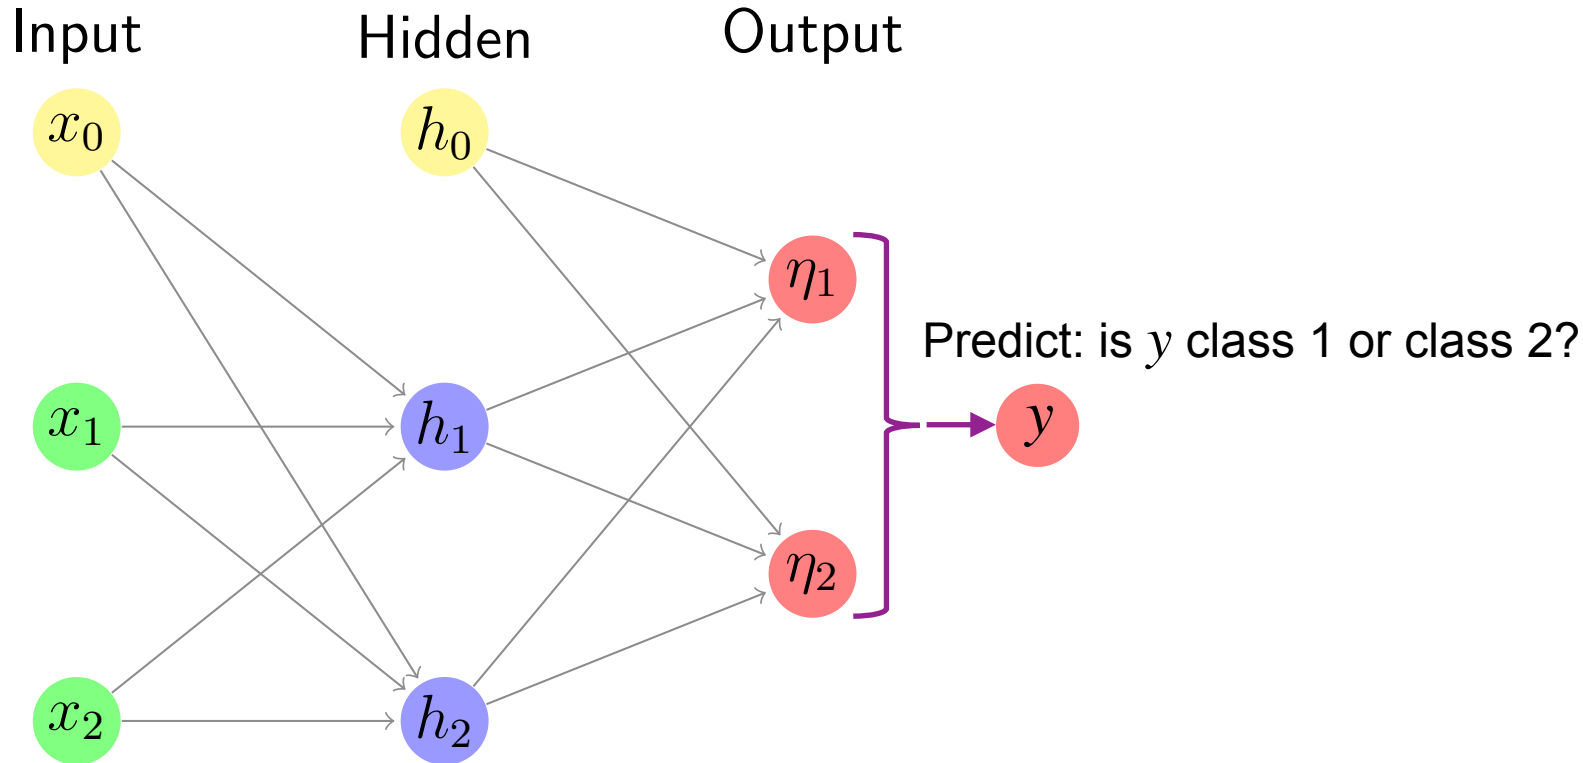 Input Hidden Output
x₀ h₀
η₁
Predict: is y class 1 or class 2?
x₁ h₁ y
η₂
x₂ h₂